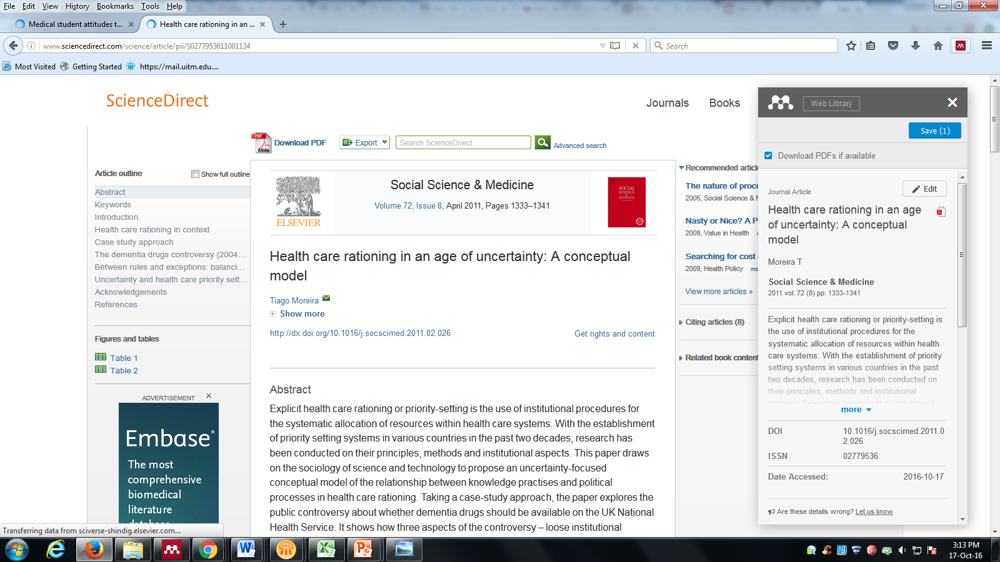 File Edit View History Bookmarks Tools Help
Medical student attitudes t...
Health care rationing in an ...
www.sciencedirect.com/science/article/pii/S0277953611001134
Search
Most Visited
Getting Started
https://mail.uitm.edu....
ScienceDirect
Journals
Books
Download PDF
Export
Search ScienceDirect
Advanced search
Article outline
Show full outline
Abstract
Keywords
Introduction
Health care rationing in context
Case study approach
The dementia drugs controversy (2004...
Between rules and exceptions: balanci...
Uncertainty and health care priority sett...
Acknowledgements
References
Figures and tables
Table 1
Table 2
ADVERTISEMENT
Embase®
The most
comprehensive
biomedical
literature
database
ELSEVIER
Social Science & Medicine
Volume 72, Issue 8, April 2011, Pages 1333–1341
SOCIAL
SCIENCE
&
MEDICINE
Health care rationing in an age of uncertainty: A conceptual
model
Tiago Moreira
Show more
http://dx.doi.org/10.1016/j.socscimed.2011.02.026
Get rights and content
Abstract
Explicit health care rationing or priority-setting is the use of institutional procedures for
the systematic allocation of resources within health care systems. With the establishment
of priority setting systems in various countries in the past two decades, research has
been conducted on their principles, methods and institutional aspects. This paper draws
on the sociology of science and technology to propose an uncertainty-focused
conceptual model of the relationship between knowledge practises and political
processes in health care rationing. Taking a case-study approach, the paper explores the
public controversy about whether dementia drugs should be available on the UK National
Health Service. It shows how three aspects of the controversy – loose institutional
Recommended articl
The nature of proce
2005, Social Science & M
Nasty or Nice? A P
2009, Value in Health m
Searching for cost
2009, Health Policy mo
View more articles »
Citing articles (8)
Related book content
Web Library
Save (1)
Download PDFs if available
Journal Article
Edit
Health care rationing in an age
of uncertainty: A conceptual
model
Moreira T
Social Science & Medicine
2011 vol: 72 (8) pp: 1333-1341
Explicit health care rationing or priority-setting is
the use of institutional procedures for the
systematic allocation of resources within health
care systems. With the establishment of priority
setting systems in various countries in the past
two decades, research has been conducted on
their principles, methods and institutional
aspects. This paper draws on the sociology of
more
DOI
10.1016/j.socscimed.2011.0
2.026
ISSN
02779536
Date Accessed:
2016-10-17
Are these details wrong? Let us know
Transferring data from sciverse-shindig.elsevier.com...
3:13 PM
17-Oct-16